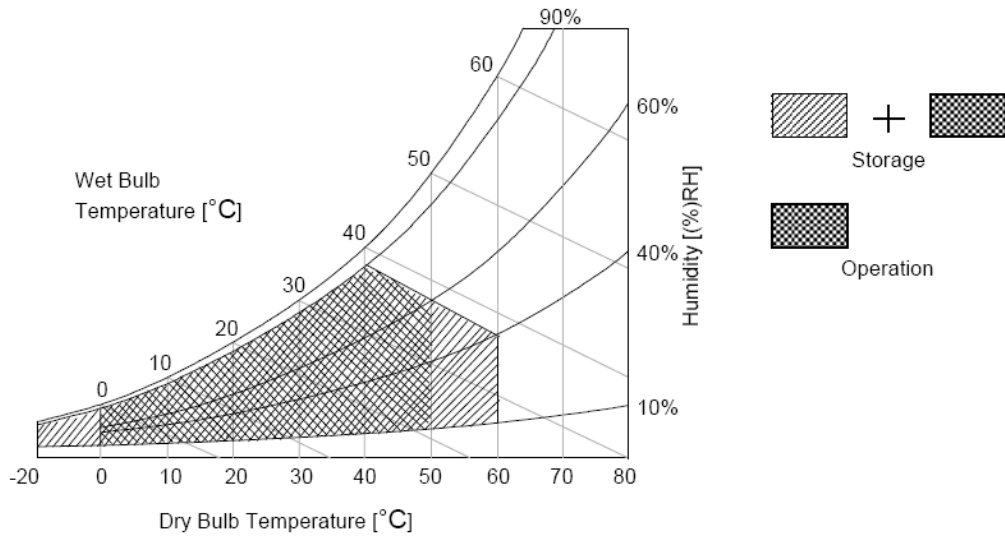 90%
60
60%
50
Wet Bulb
Temperature [°C]
40
40%
30
20
10
0
10%
Humidity [(%)RH]
-20 0 10 20 30 40 50 60 70 80
Dry Bulb Temperature [°C]
+
Storage
Operation